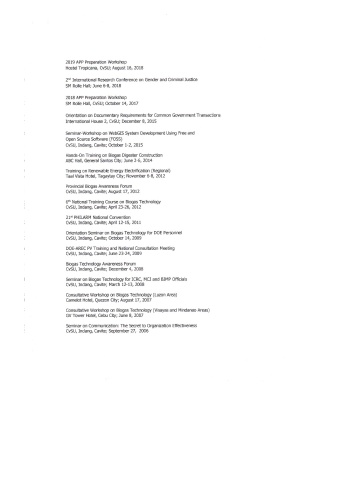 2019 APP Preparation Workshop
Hostel Tropicana, CvSU; August 16, 2018
2nd International Research Conference on Gender and Criminal Justice
SM Rolle Hall; June 6-8, 2018
2018 APP Preparation Workshop
SM Rolle Hall, CvSU; October 24, 2017
Orientation on Documentary Requirements for Common Government Transactions
International House 2, CvSU; December 8, 2015
Seminar-Workshop on WebGIS System Development Using Free and
Open Source Software (FOSS)
CvSU, Indang, Cavite; October 1-2, 2015
Hands-On Training on Biogas Digester Construction
ABC Hall, General Santos City; June 2-6, 2014
Training on Renewable Energy Electrification (Regional)
Taal Vista Hotel, Tagaytay City; November 6-8, 2012
Provincial Biogas Awareness Forum
CvSU, Indang, Cavite; August 17, 2012
6th National Training Course on Biogas Technology
CvSU, Indang, Cavite; April 23-26, 2012
21st PHILARM National Convention
CvSU, Indang, Cavite; April 12-15, 2011
Orientation Seminar on Biogas Technology for DOE Personnel
CvSU, Indang, Cavite; October 14, 2009
DOE-AREC PV Training and National Consultation Meeting
CvSU, Indang, Cavite; June 23-24, 2009
Biogas Technology Awareness Forum
CvSU, Indang, Cavite; December 4, 2008
Seminar on Biogas Technology for ICRC, MCJ and BJMP Officials
CvSU, Indang, Cavite; March 12-13, 2008
Consultative Workshop on Biogas Technology (Luzon Area)
Camelot Hotel, Quezon City; August 17, 2007
Consultative Workshop on Biogas Technology (Visayas and Mindanao Areas)
GV Tower Hotel, Cebu City; June 8, 2007
Seminar on Communication: The Secret to Organization Effectiveness
CvSU, Indang, Cavite; September 27, 2006